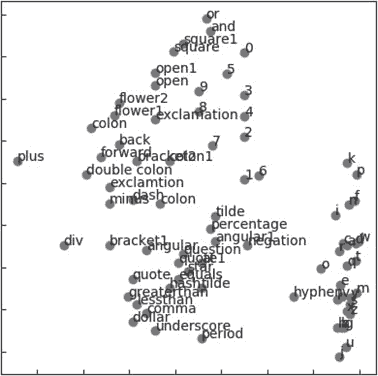 or
and
square1
square
0
open1
5
open
9
3
flower2
8
flower1
exclamation
4
colon
2
back
7
forward
bracket2
colon1
plus
k
double colon
6
p
1
exclamtion
dash
f
minus
colon
n
i
tilde
percentage
angular1
div
bracket1
angular
negation
w
question
quote1
t
star
o
quote
equals
e
hashtilde
greaterthan
hyphen
m
lessthan
comma
z
dollar
underscore
period
u